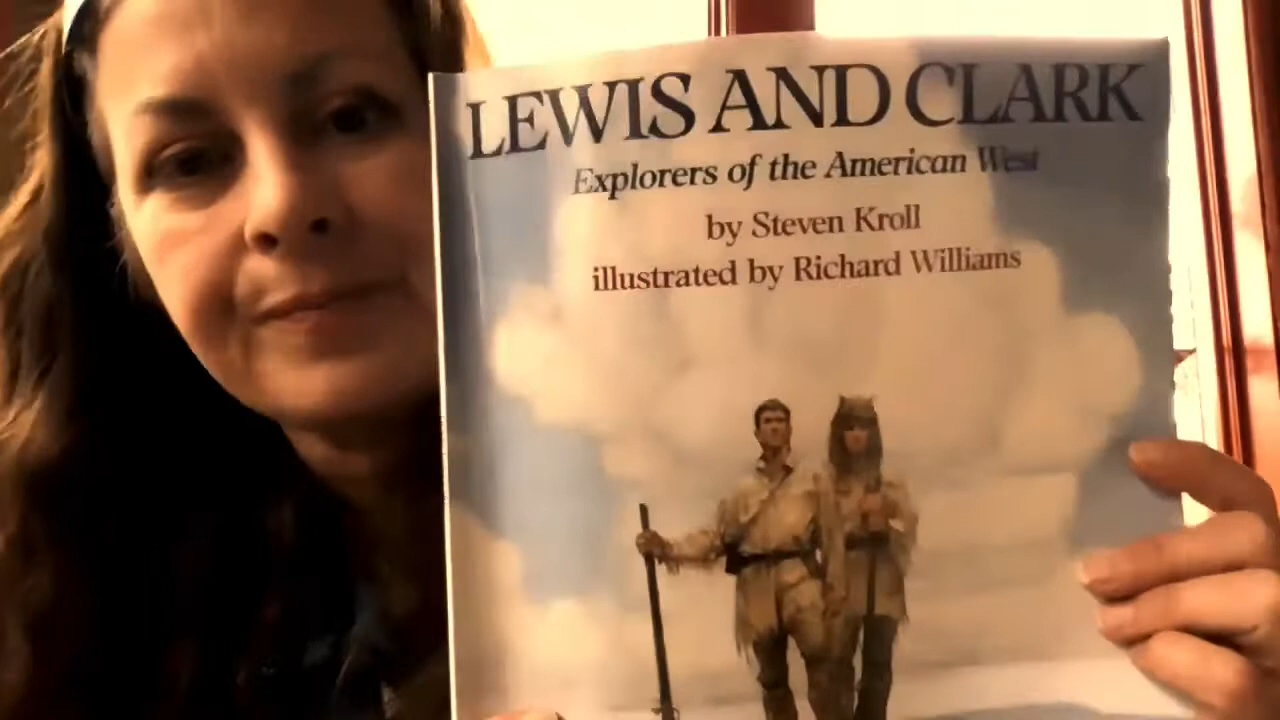 LEWIS AND CLARK
Explorers of the American West
by Steven Kroll
illustrated by Richard Williams